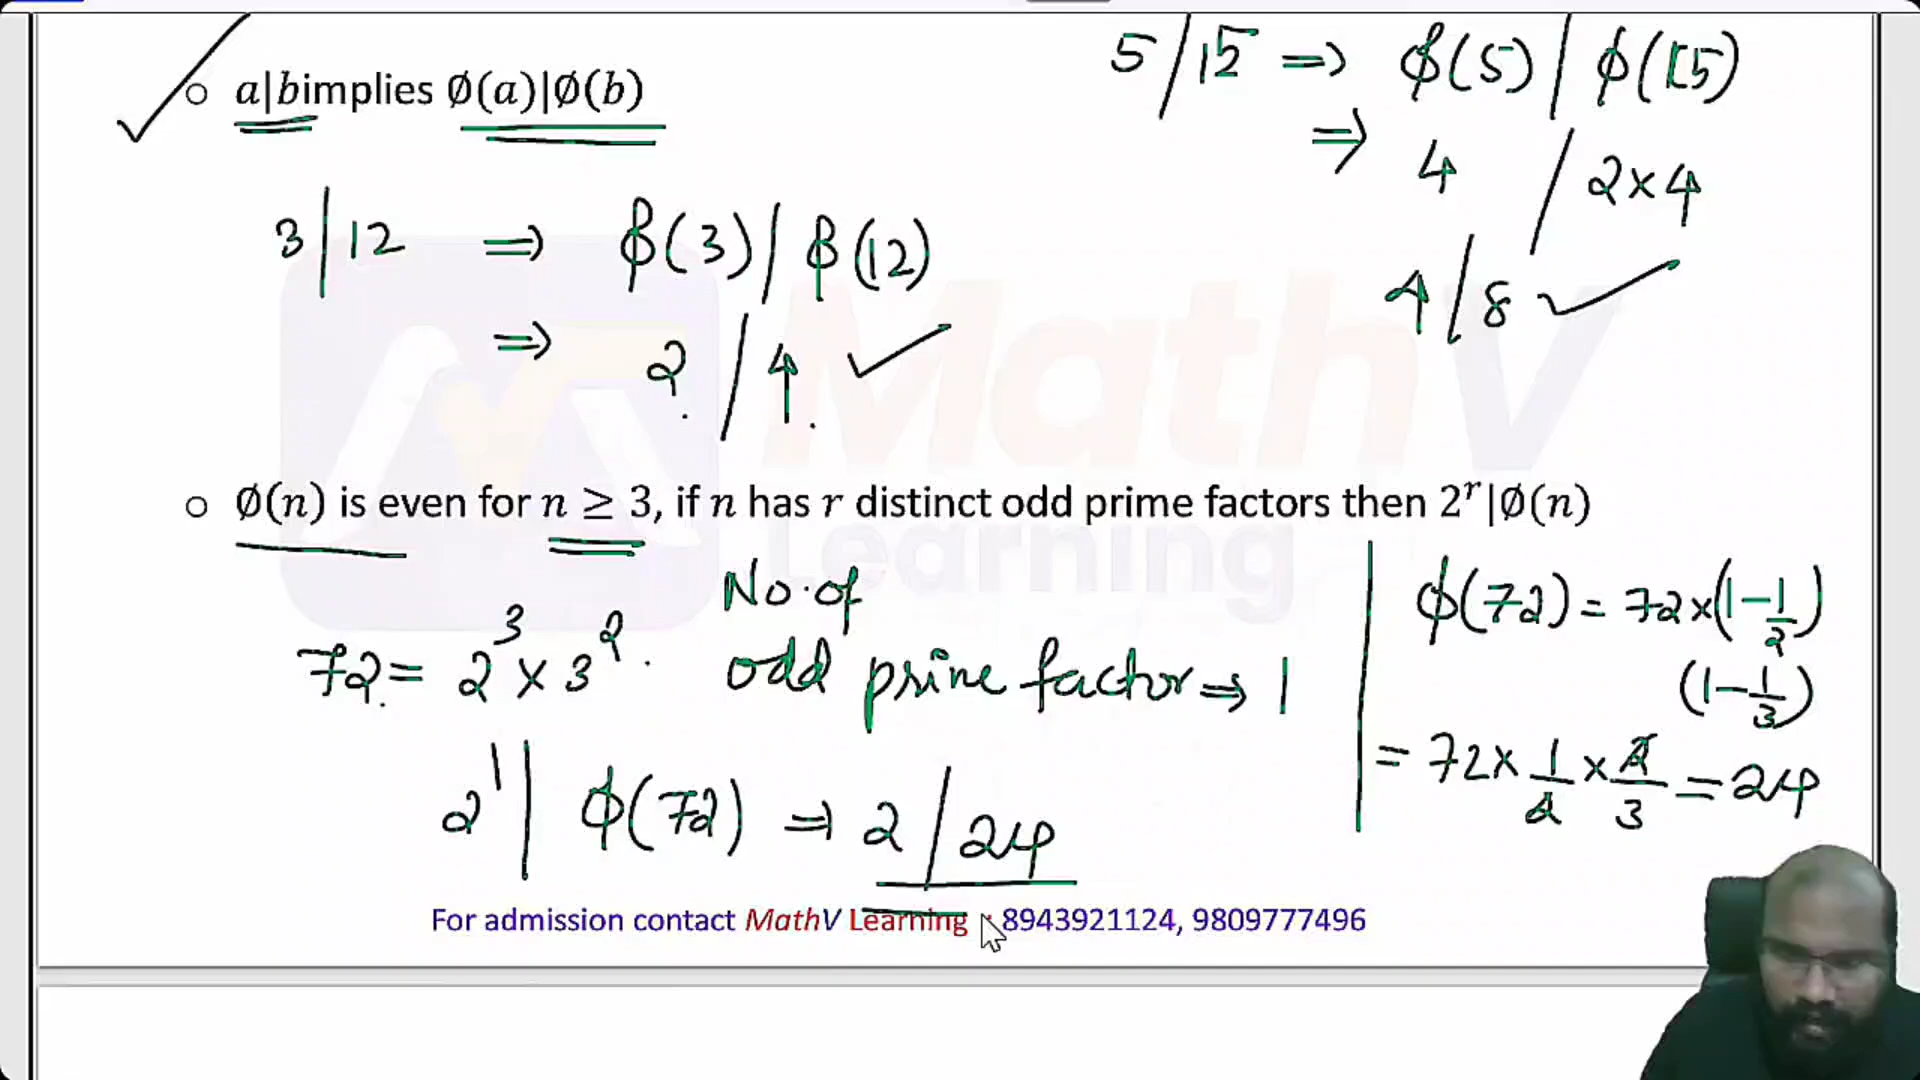 a|bimplies Ø(a)|Ø(b)
5 / 15 ⇒ ϕ(5) / ϕ(15)
⇒ 4 / 2×4
4 / 8 ✓
3 | 12 ⇒ ϕ(3) / ϕ(12)
⇒ 2 / 4 ✓
MathV
Learning
Ø(n) is even for n ≥ 3, if n has r distinct odd prime factors then 2^r|Ø(n)
72 = 2^3 × 3^2.
No. of
odd prime factor ⇒ 1
2^1 | ϕ(72) ⇒ 2 / 24
ϕ(72) = 72×(1-1/2)
(1-1/3)
= 72×1/2×2/3 = 24
For admission contact MathV Learning : 8943921124, 9809777496